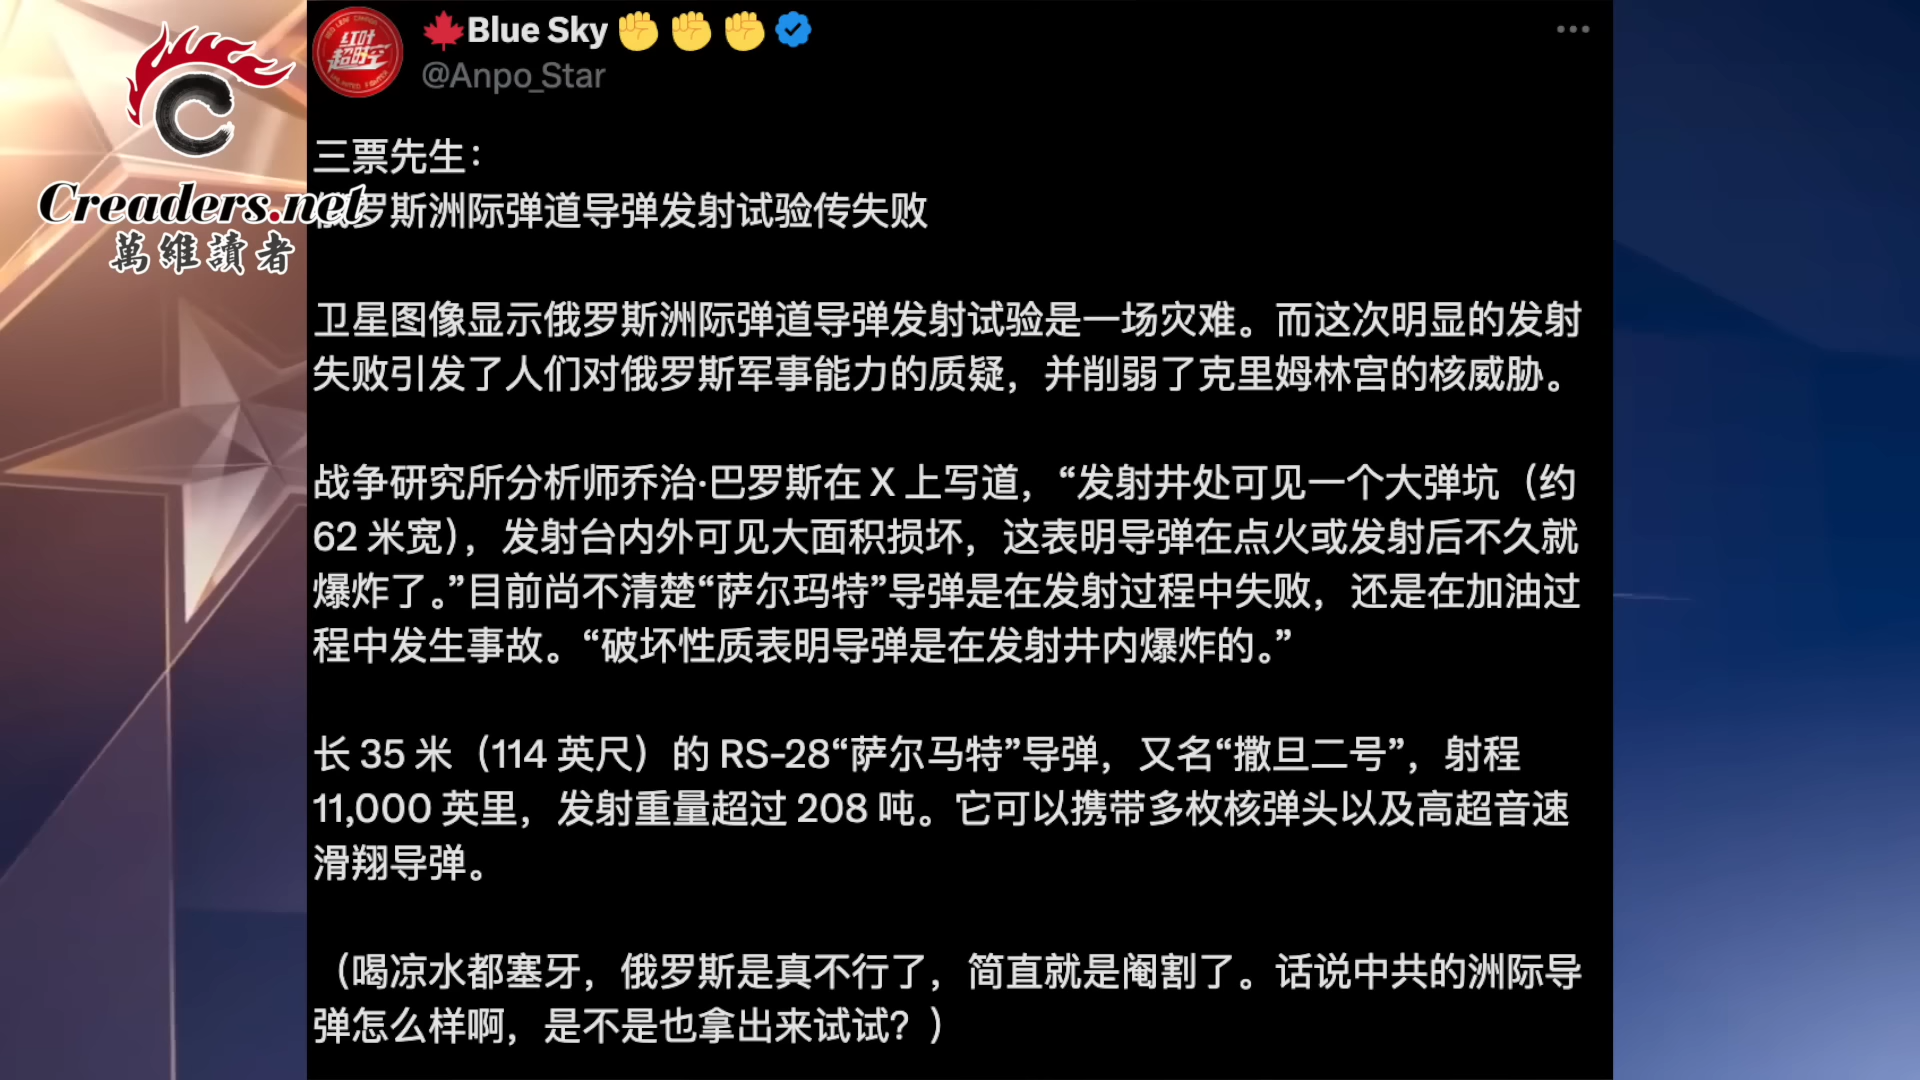 Creaders.net
萬維讀者
红叶
超时空
🍁Blue Sky ✊✊✊
@Anpo_Star
三票先生：
俄罗斯洲际弹道导弹发射试验传失败
卫星图像显示俄罗斯洲际弹道导弹发射试验是一场灾难。而这次明显的发射
失败引发了人们对俄罗斯军事能力的质疑，并削弱了克里姆林宫的核威胁。
战争研究所分析师乔治·巴罗斯在 X 上写道，“发射井处可见一个大弹坑（约
62 米宽），发射台内外可见大面积损坏，这表明导弹在点火或发射后不久就
爆炸了。”目前尚不清楚“萨尔玛特”导弹是在发射过程中失败，还是在加油过
程中发生事故。“破坏性质表明导弹是在发射井内爆炸的。”
长 35 米（114 英尺）的 RS-28“萨尔马特”导弹，又名“撒旦二号”，射程
11,000 英里，发射重量超过 208 吨。它可以携带多枚核弹头以及高超音速
滑翔导弹。
（喝凉水都塞牙，俄罗斯是真不行了，简直就是阉割了。话说中共的洲际导
弹怎么样啊，是不是也拿出来试试？）